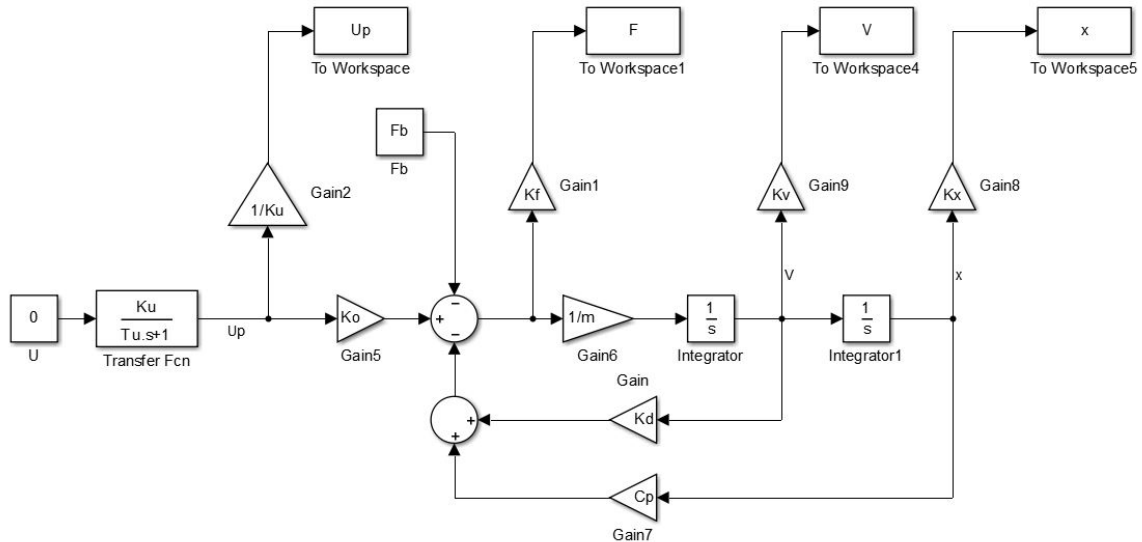 Up
To Workspace
F
To Workspace1
V
To Workspace4
x
To Workspace5
Fb
Fb
1/Ku
Gain2
Kf
Gain1
Kv
Gain9
Kx
Gain8
V
x
0
U
Ku
Tu.s+1
Transfer Fcn
Up
Ko
Gain5
+
−
−
1/m
Gain6
1
s
Integrator
1
s
Integrator1
Gain
Kd
+
+
Cp
Gain7